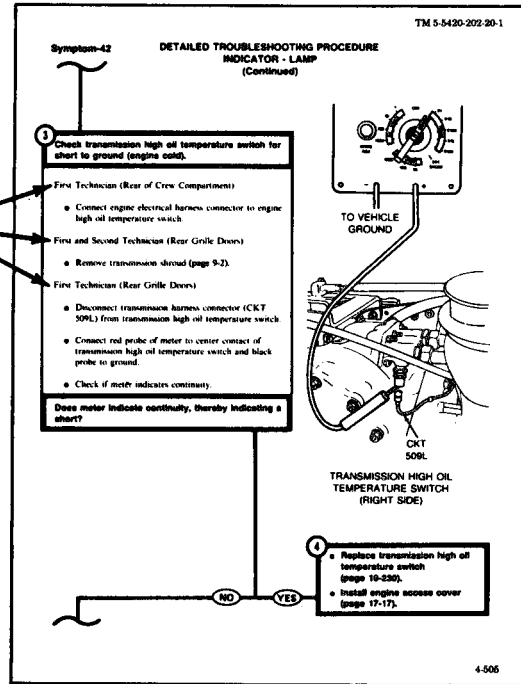 TM 5-5420-202-20-1
Symptom-42
DETAILED TROUBLESHOOTING PROCEDURE
INDICATOR - LAMP
(Continued)
3
Check transmission high oil temperature switch for
short to ground (engine cold).
First Technician (Rear of Crew Compartment)
• Connect engine electrical harness connector to engine
high oil temperature switch.
First and Second Technician (Rear Grille Doors)
• Remove transmission shroud (page 9-2).
First Technician (Rear Grille Doors)
• Disconnect transmission harness connector (CKT
509L) from transmission high oil temperature switch.
• Connect red probe of meter to center contact of
transmission high oil temperature switch and black
probe to ground.
• Check if meter indicates continuity.
Does meter indicate continuity, thereby indicating a
short?
TO VEHICLE
GROUND
CKT
509L
TRANSMISSION HIGH OIL
TEMPERATURE SWITCH
(RIGHT SIDE)
4
• Replace transmission high oil
temperature switch
(page 10-230).
• Install engine access cover
(page 17-17).
NO
YES
4-505